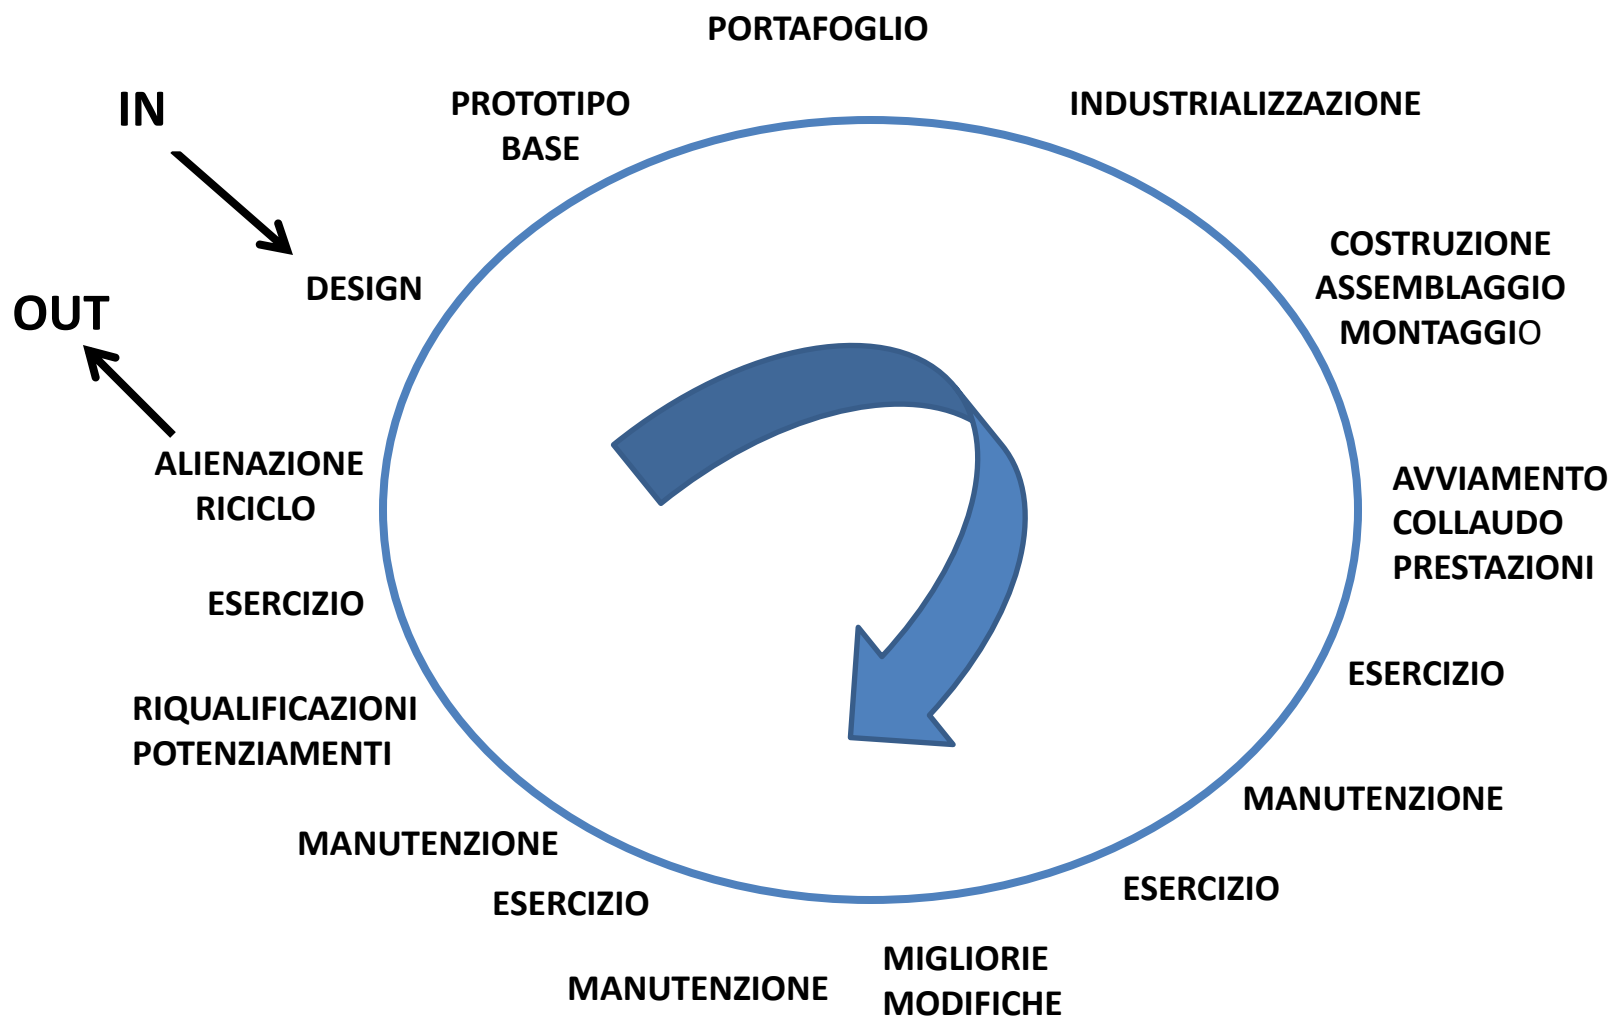 PORTAFOGLIO
IN
PROTOTIPO
BASE
INDUSTRIALIZZAZIONE
COSTRUZIONE
ASSEMBLAGGIO
MONTAGGIO
DESIGN
OUT
ALIENAZIONE
RICICLO
AVVIAMENTO
COLLAUDO
PRESTAZIONI
ESERCIZIO
ESERCIZIO
RIQUALIFICAZIONI
POTENZIAMENTI
MANUTENZIONE
MANUTENZIONE
ESERCIZIO
ESERCIZIO
MIGLIORIE
MODIFICHE
MANUTENZIONE